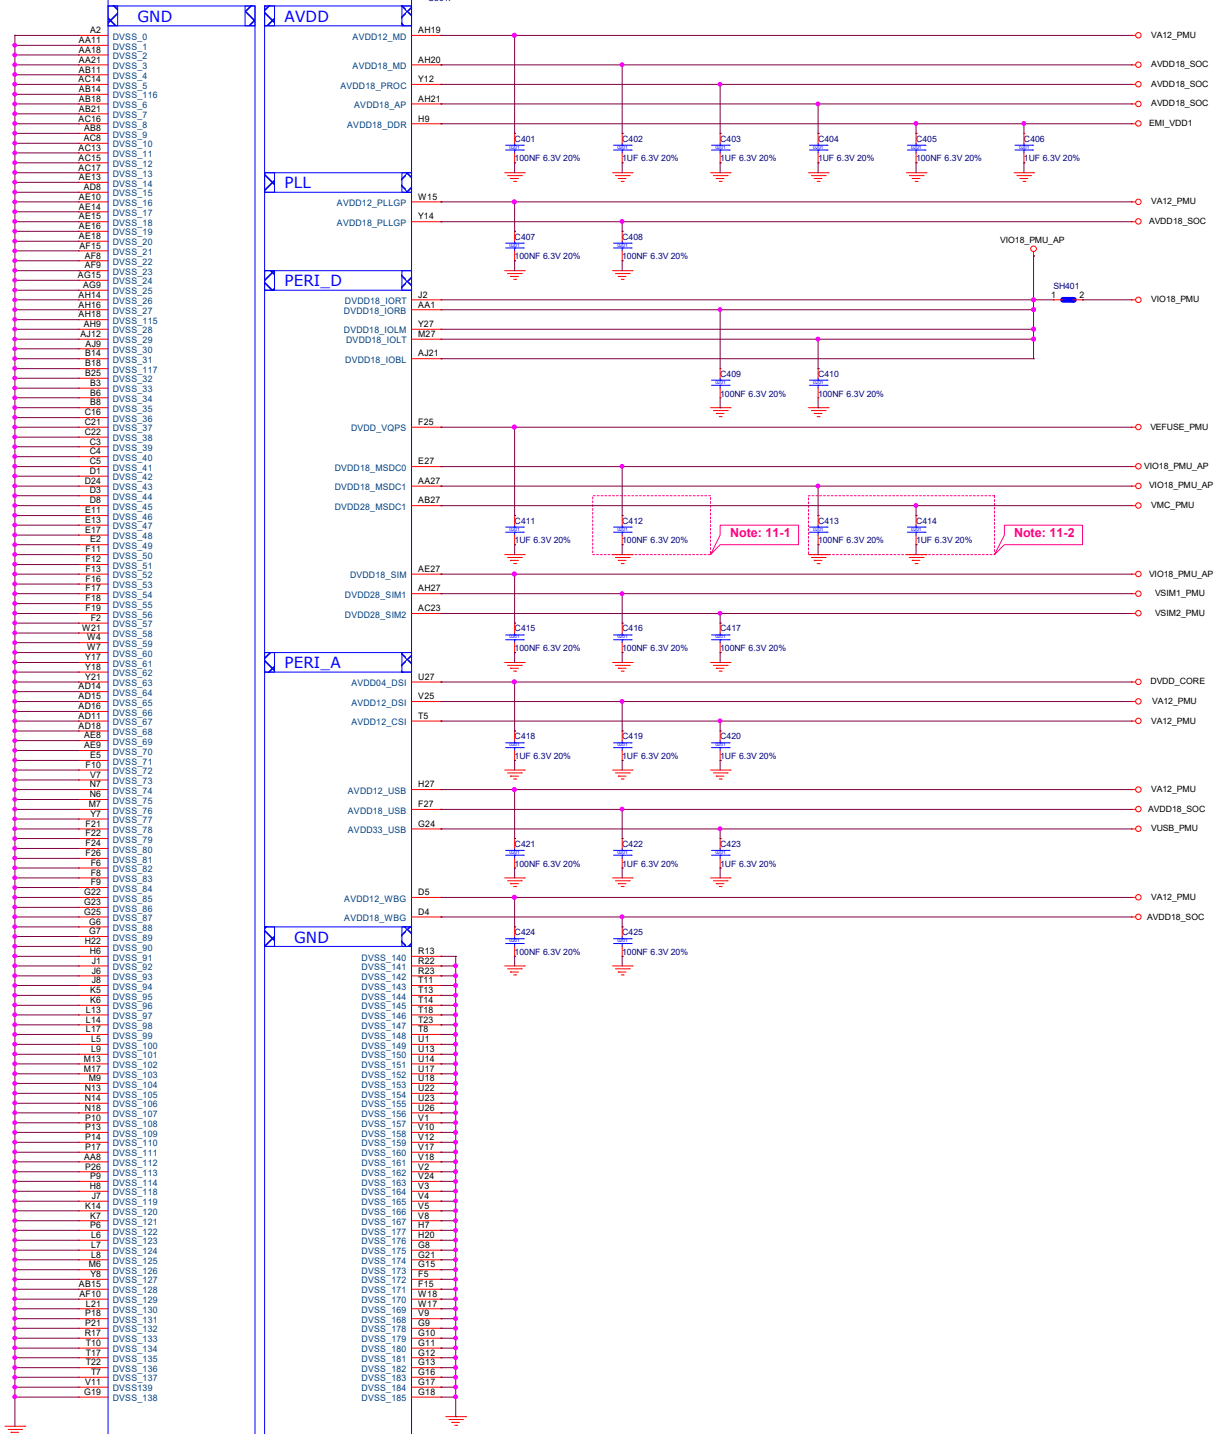 GND
A2 DVSS_0
AA11 DVSS_1
AA18 DVSS_2
AA21 DVSS_3
AB11 DVSS_4
AC14 DVSS_5
AB14 DVSS_116
AB18 DVSS_6
AB21 DVSS_7
AC16 DVSS_8
AB8 DVSS_9
AC8 DVSS_10
AC13 DVSS_11
AC15 DVSS_12
AC17 DVSS_13
AE13 DVSS_14
AD8 DVSS_15
AE10 DVSS_16
AE14 DVSS_17
AE15 DVSS_18
AE16 DVSS_19
AE18 DVSS_20
AF15 DVSS_21
AF8 DVSS_22
AF9 DVSS_23
AG15 DVSS_24
AG9 DVSS_25
AH14 DVSS_26
AH16 DVSS_27
AH18 DVSS_115
AH9 DVSS_28
AJ12 DVSS_29
AJ9 DVSS_30
B14 DVSS_31
B18 DVSS_117
B25 DVSS_32
B3 DVSS_33
B6 DVSS_34
B8 DVSS_35
C16 DVSS_36
C21 DVSS_37
C22 DVSS_38
C3 DVSS_39
C4 DVSS_40
C5 DVSS_41
D1 DVSS_42
D24 DVSS_43
D3 DVSS_44
D8 DVSS_45
E11 DVSS_46
E13 DVSS_47
E17 DVSS_48
E2 DVSS_49
F11 DVSS_50
F12 DVSS_51
F13 DVSS_52
F16 DVSS_53
F17 DVSS_54
F18 DVSS_55
F19 DVSS_56
F2 DVSS_57
W21 DVSS_58
W4 DVSS_59
W7 DVSS_60
Y17 DVSS_61
Y18 DVSS_62
Y21 DVSS_63
AD14 DVSS_64
AD15 DVSS_65
AD16 DVSS_66
AD11 DVSS_67
AD18 DVSS_68
AE8 DVSS_69
AE9 DVSS_70
E5 DVSS_71
F10 DVSS_72
V7 DVSS_73
N7 DVSS_74
N6 DVSS_75
M7 DVSS_76
Y7 DVSS_77
F21 DVSS_78
F22 DVSS_79
F24 DVSS_80
F26 DVSS_81
F6 DVSS_82
F8 DVSS_83
F9 DVSS_84
G22 DVSS_85
G23 DVSS_86
G25 DVSS_87
G6 DVSS_88
G7 DVSS_89
H22 DVSS_90
H6 DVSS_91
J1 DVSS_92
J6 DVSS_93
J8 DVSS_94
K5 DVSS_95
K6 DVSS_96
L13 DVSS_97
L14 DVSS_98
L17 DVSS_99
L5 DVSS_100
L9 DVSS_101
M13 DVSS_102
M17 DVSS_103
M9 DVSS_104
N13 DVSS_105
N14 DVSS_106
N18 DVSS_107
P10 DVSS_108
P13 DVSS_109
P14 DVSS_110
P17 DVSS_111
AA8 DVSS_112
P26 DVSS_113
P9 DVSS_114
H8 DVSS_118
J7 DVSS_119
K14 DVSS_120
K7 DVSS_121
P6 DVSS_122
L6 DVSS_123
L7 DVSS_124
L8 DVSS_125
M6 DVSS_126
Y8 DVSS_127
AB15 DVSS_128
AF10 DVSS_129
L21 DVSS_130
P18 DVSS_131
P21 DVSS_132
R17 DVSS_133
T10 DVSS_134
T17 DVSS_135
T22 DVSS_136
T7 DVSS_137
V11 DVSS139
G19 DVSS_138
AVDD
AVDD12_MD AH19 VA12_PMU
AVDD18_MD AH20 AVDD18_SOC
AVDD18_PROC Y12 AVDD18_SOC
AVDD18_AP AH21 AVDD18_SOC
AVDD18_DDR H9 EMI_VDD1
C401 C402 C403 C404 C405 C406
100NF 6.3V 20% 1UF 6.3V 20% 1UF 6.3V 20% 1UF 6.3V 20% 100NF 6.3V 20% 1UF 6.3V 20%
PLL
AVDD12_PLLGP W15 VA12_PMU
AVDD18_PLLGP Y14 AVDD18_SOC
C407 C408
100NF 6.3V 20% 100NF 6.3V 20%
VIO18_PMU_AP
PERI_D
SH401
DVDD18_IORT J2 1 2 VIO18_PMU
DVDD18_IORB AA1
DVDD18_IOLM Y27
DVDD18_IOLT M27
DVDD18_IOBL AJ21
C409 C410
100NF 6.3V 20% 100NF 6.3V 20%
DVDD_VQPS F25 VEFUSE_PMU
DVDD18_MSDC0 E27 VIO18_PMU_AP
DVDD18_MSDC1 AA27 VIO18_PMU_AP
DVDD28_MSDC1 AB27 VMC_PMU
C411 C412 C413 C414
Note: 11-1 Note: 11-2
1UF 6.3V 20% 100NF 6.3V 20% 100NF 6.3V 20% 1UF 6.3V 20%
DVDD18_SIM AE27 VIO18_PMU_AP
DVDD28_SIM1 AH27 VSIM1_PMU
DVDD28_SIM2 AC23 VSIM2_PMU
C415 C416 C417
100NF 6.3V 20% 100NF 6.3V 20% 100NF 6.3V 20%
PERI_A
AVDD04_DSI U27 DVDD_CORE
AVDD12_DSI V25 VA12_PMU
AVDD12_CSI T5 VA12_PMU
C418 C419 C420
1UF 6.3V 20% 1UF 6.3V 20% 1UF 6.3V 20%
AVDD12_USB H27 VA12_PMU
AVDD18_USB F27 AVDD18_SOC
AVDD33_USB G24 VUSB_PMU
C421 C422 C423
100NF 6.3V 20% 1UF 6.3V 20% 1UF 6.3V 20%
AVDD12_WBG D5 VA12_PMU
AVDD18_WBG D4 AVDD18_SOC
C424 C425
100NF 6.3V 20% 100NF 6.3V 20%
GND
DVSS_140 R13
DVSS_141 R22
DVSS_142 R23
DVSS_143 T11
DVSS_144 T13
DVSS_145 T14
DVSS_146 T18
DVSS_147 T23
DVSS_148 T8
DVSS_149 U1
DVSS_150 U13
DVSS_151 U14
DVSS_152 U17
DVSS_153 U18
DVSS_154 U22
DVSS_155 U23
DVSS_156 U26
DVSS_157 V1
DVSS_158 V10
DVSS_159 V12
DVSS_160 V17
DVSS_161 V18
DVSS_162 V2
DVSS_163 V24
DVSS_164 V3
DVSS_165 V4
DVSS_166 V5
DVSS_167 V8
DVSS_177 H7
DVSS_176 H20
DVSS_175 G8
DVSS_174 G21
DVSS_173 G15
DVSS_172 F5
DVSS_171 F15
DVSS_170 W18
DVSS_169 W17
DVSS_168 V9
DVSS_178 G9
DVSS_179 G10
DVSS_180 G11
DVSS_181 G12
DVSS_182 G13
DVSS_183 G16
DVSS_184 G17
DVSS_185 G18